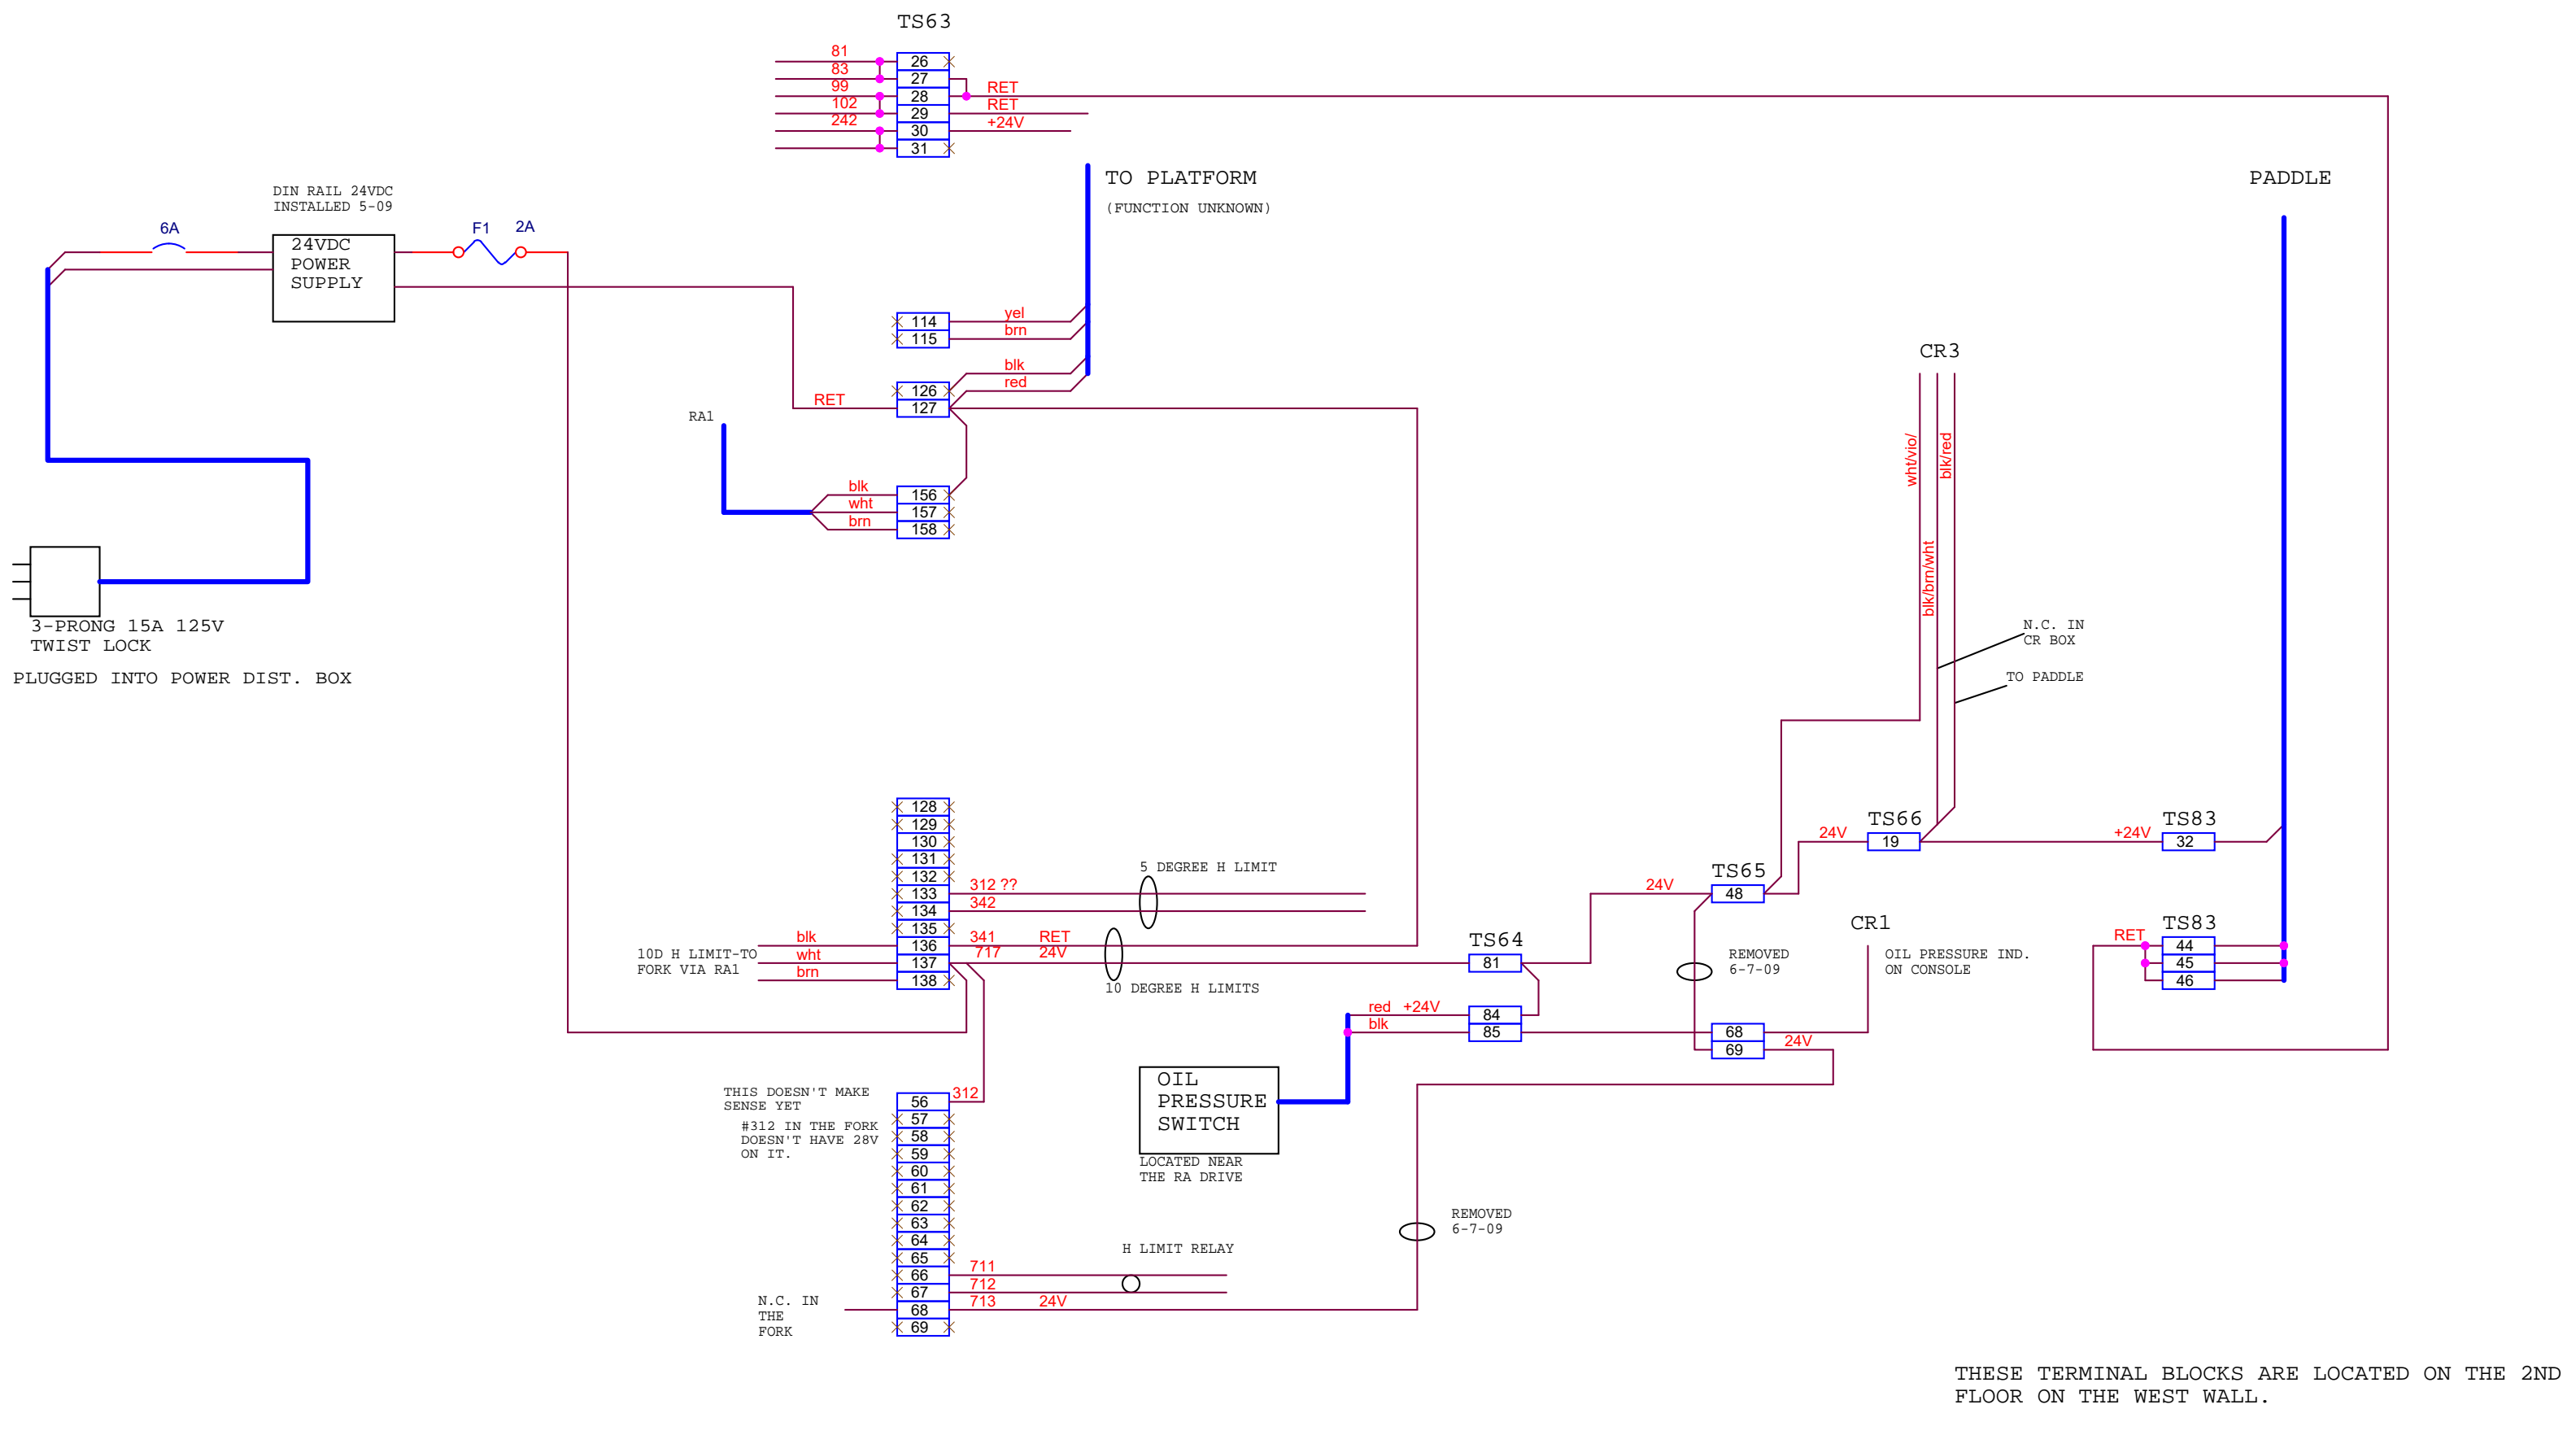 TS63
81
26
83
27
99
28
RET
102
29
RET
242
30
+24V
31
TO PLATFORM
(FUNCTION UNKNOWN)
PADDLE
DIN RAIL 24VDC
INSTALLED 5-09
6A
24VDC
POWER
SUPPLY
F1
2A
114
yel
115
brn
blk
126
red
RET
127
CR3
RA1
wht/vio/
blk/red
blk/brn/wht
blk
156
wht
157
brn
158
3-PRONG 15A 125V
TWIST LOCK
PLUGGED INTO POWER DIST. BOX
N.C. IN
CR BOX
TO PADDLE
128
129
130
131
132
133
312 ??
134
342
135
136
341
RET
137
717
24V
138
5 DEGREE H LIMIT
10D H LIMIT-TO
FORK VIA RA1
blk
wht
brn
10 DEGREE H LIMITS
TS64
81
red
+24V
84
blk
85
24V
TS65
48
24V
TS66
19
+24V
TS83
32
CR1
OIL PRESSURE IND.
ON CONSOLE
REMOVED
6-7-09
68
69
24V
TS83
RET
44
45
46
OIL
PRESSURE
SWITCH
LOCATED NEAR
THE RA DRIVE
THIS DOESN'T MAKE
SENSE YET
#312 IN THE FORK
DOESN'T HAVE 28V
ON IT.
56
312
57
58
59
60
61
62
63
64
65
66
711
67
712
68
713
24V
69
H LIMIT RELAY
N.C. IN
THE
FORK
REMOVED
6-7-09
THESE TERMINAL BLOCKS ARE LOCATED ON THE 2ND
FLOOR ON THE WEST WALL.